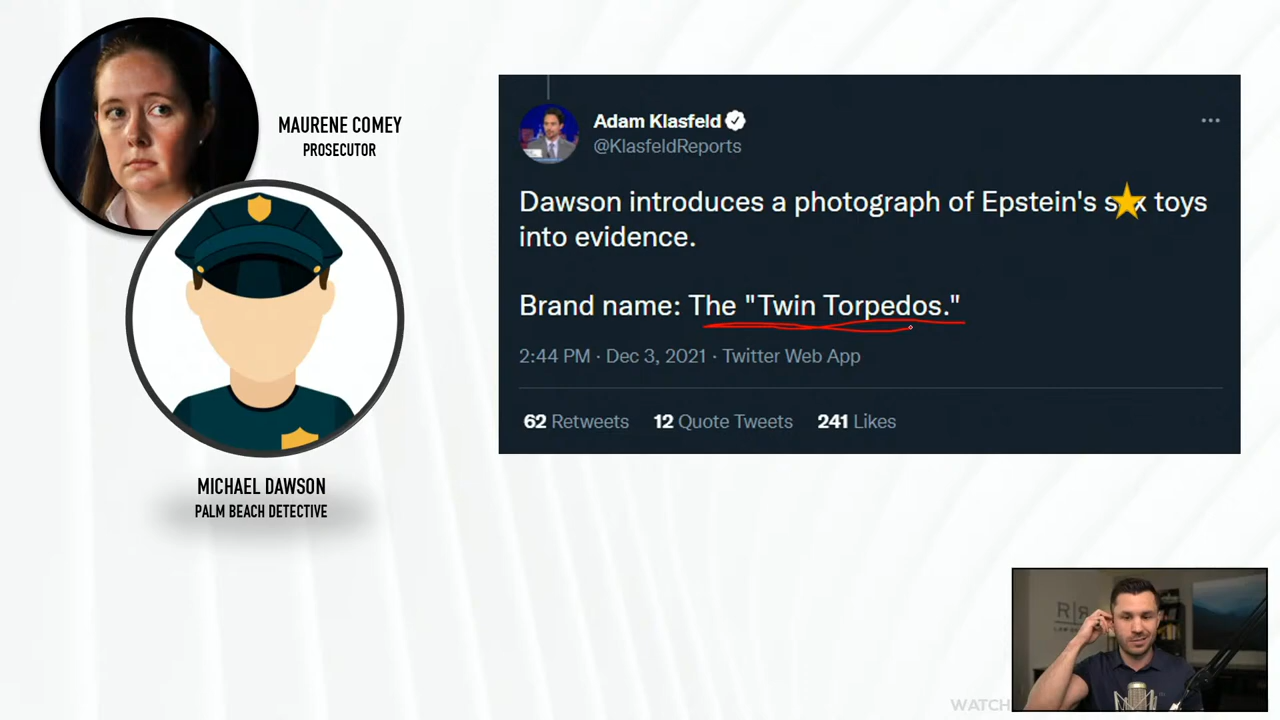 MAURENE COMEY
PROSECUTOR
MICHAEL DAWSON
PALM BEACH DETECTIVE
Adam Klasfeld
@KlasfeldReports
Dawson introduces a photograph of Epstein's s⭐x toys
into evidence.
Brand name: The "Twin Torpedos."
2:44 PM · Dec 3, 2021 · Twitter Web App
62 Retweets 12 Quote Tweets 241 Likes
WATCH
R|R